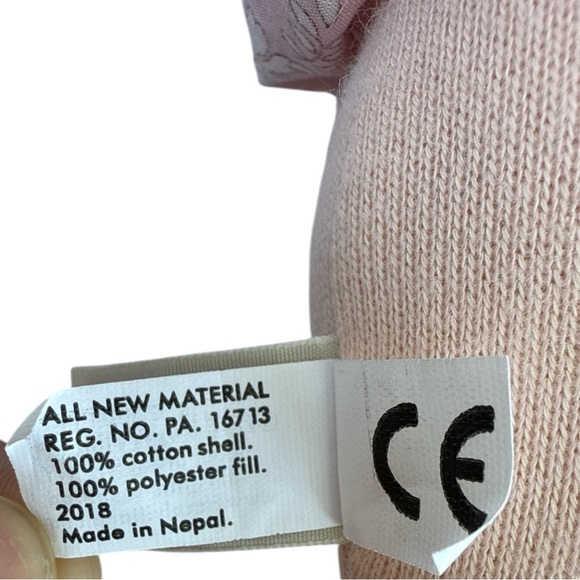 ALL NEW MATERIAL
REG. NO. PA. 16713
100% cotton shell.
100% polyester fill.
2018
Made in Nepal.
CE